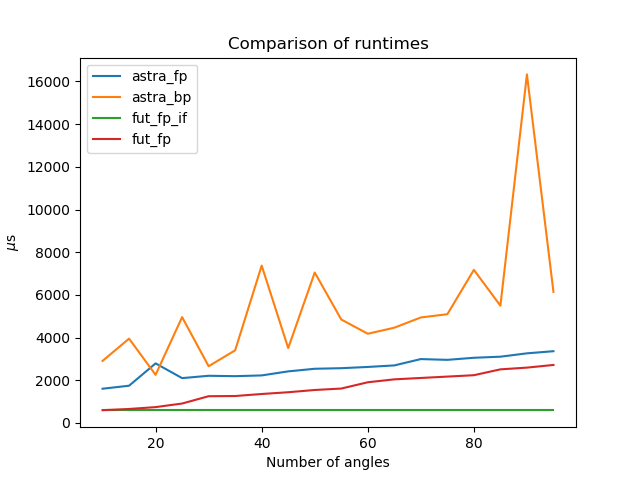 Comparison of runtimes
astra_fp
astra_bp
fut_fp_if
fut_fp
16000
14000
12000
10000
8000
6000
4000
2000
0
μs
20 40 60 80
Number of angles